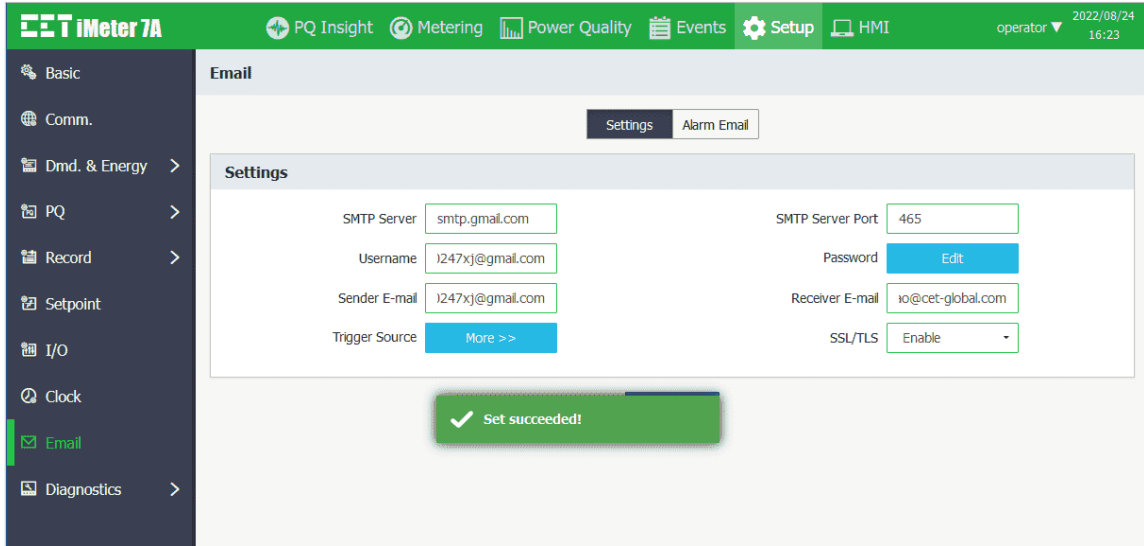 CET iMeter 7A
PQ Insight Metering Power Quality Events Setup HMI operator ▼ 2022/08/24
16:23
Basic
Comm.
Dmd. & Energy >
PQ >
Record >
Setpoint
I/O
Clock
Email
Diagnostics >
Email
Settings Alarm Email
Settings
SMTP Server smtp.gmail.com SMTP Server Port 465
Username )247xj@gmail.com Password Edit
Sender E-mail )247xj@gmail.com Receiver E-mail o@cet-global.com
Trigger Source More >> SSL/TLS Enable
Set succeeded!